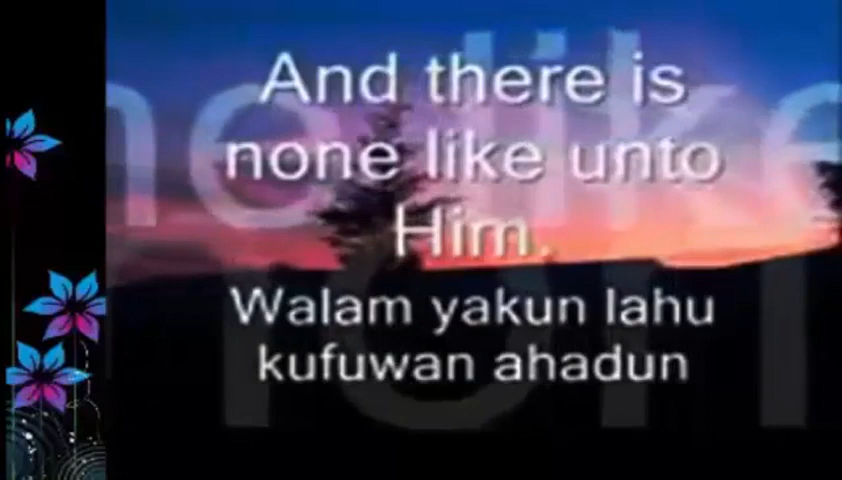 And there is
none like unto
Him.
Walam yakun lahu
kufuwan ahadun